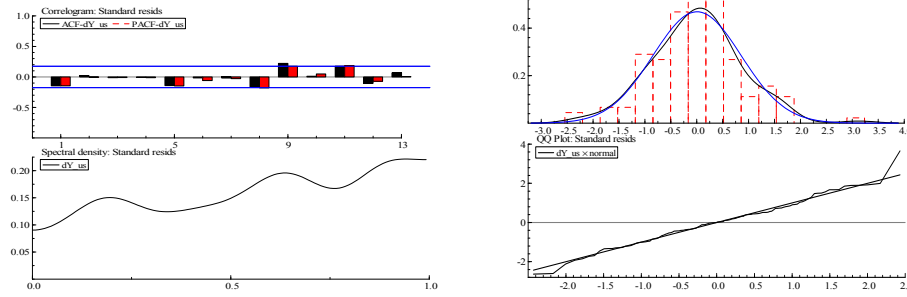 Correlogram: Standard resids
ACF-dY_us PACF-dY_us
1.0
0.5
0.0
-0.5
1 5 9 13
0.4
0.2
-3.0 -2.5 -2.0 -1.5 -1.0 -0.5 0.0 0.5 1.0 1.5 2.0 2.5 3.0 3.5
Spectral density: Standard resids
dY_us
0.20
0.15
0.10
0.05
0.0 0.5 1.0
QQ Plot: Standard resids
dY_us × normal
4
2
0
-2
-2.0 -1.5 -1.0 -0.5 0.0 0.5 1.0 1.5 2.0